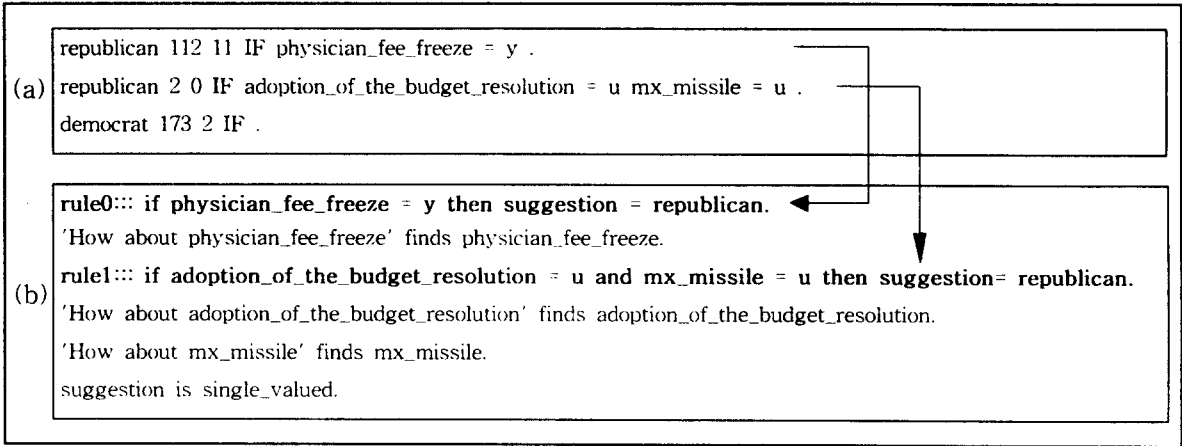 (a)
republican 112 11 IF physician_fee_freeze = y .
republican 2 0 IF adoption_of_the_budget_resolution = u mx_missile = u .
democrat 173 2 IF .
(b)
rule0::: if physician_fee_freeze = y then suggestion = republican.
'How about physician_fee_freeze' finds physician_fee_freeze.
rule1::: if adoption_of_the_budget_resolution = u and mx_missile = u then suggestion= republican.
'How about adoption_of_the_budget_resolution' finds adoption_of_the_budget_resolution.
'How about mx_missile' finds mx_missile.
suggestion is single_valued.